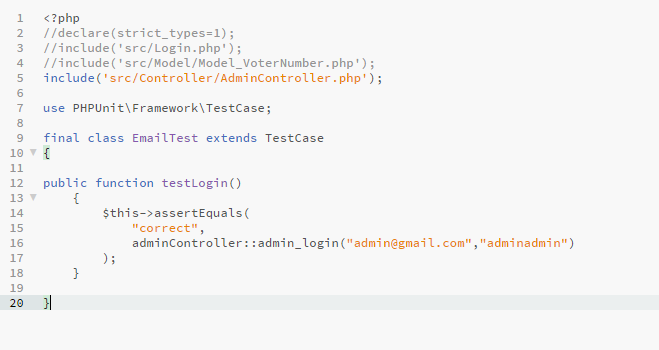 1 <?php
2 //declare(strict_types=1);
3 //include('src/Login.php');
4 //include('src/Model/Model_VoterNumber.php');
5 include('src/Controller/AdminController.php');
6
7 use PHPUnit\Framework\TestCase;
8
9 final class EmailTest extends TestCase
10 {
11
12 public function testLogin()
13     {
14         $this->assertEquals(
15             "correct",
16             adminController::admin_login("admin@gmail.com","adminadmin")
17         );
18     }
19
20 }